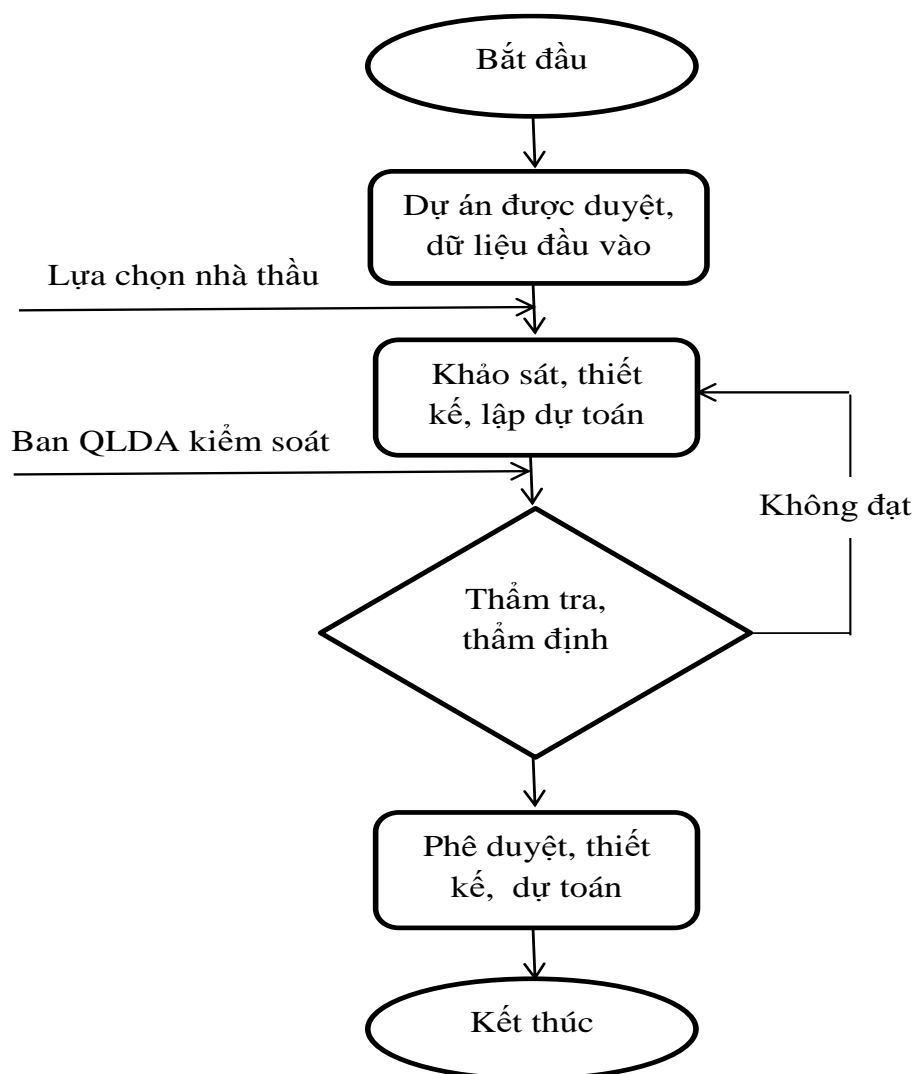 Bắt đầu
Dự án được duyệt,
dữ liệu đầu vào
Lựa chọn nhà thầu
Khảo sát, thiết
kế, lập dự toán
Ban QLDA kiểm soát
Không đạt
Thẩm tra,
thẩm định
Phê duyệt, thiết
kế, dự toán
Kết thúc